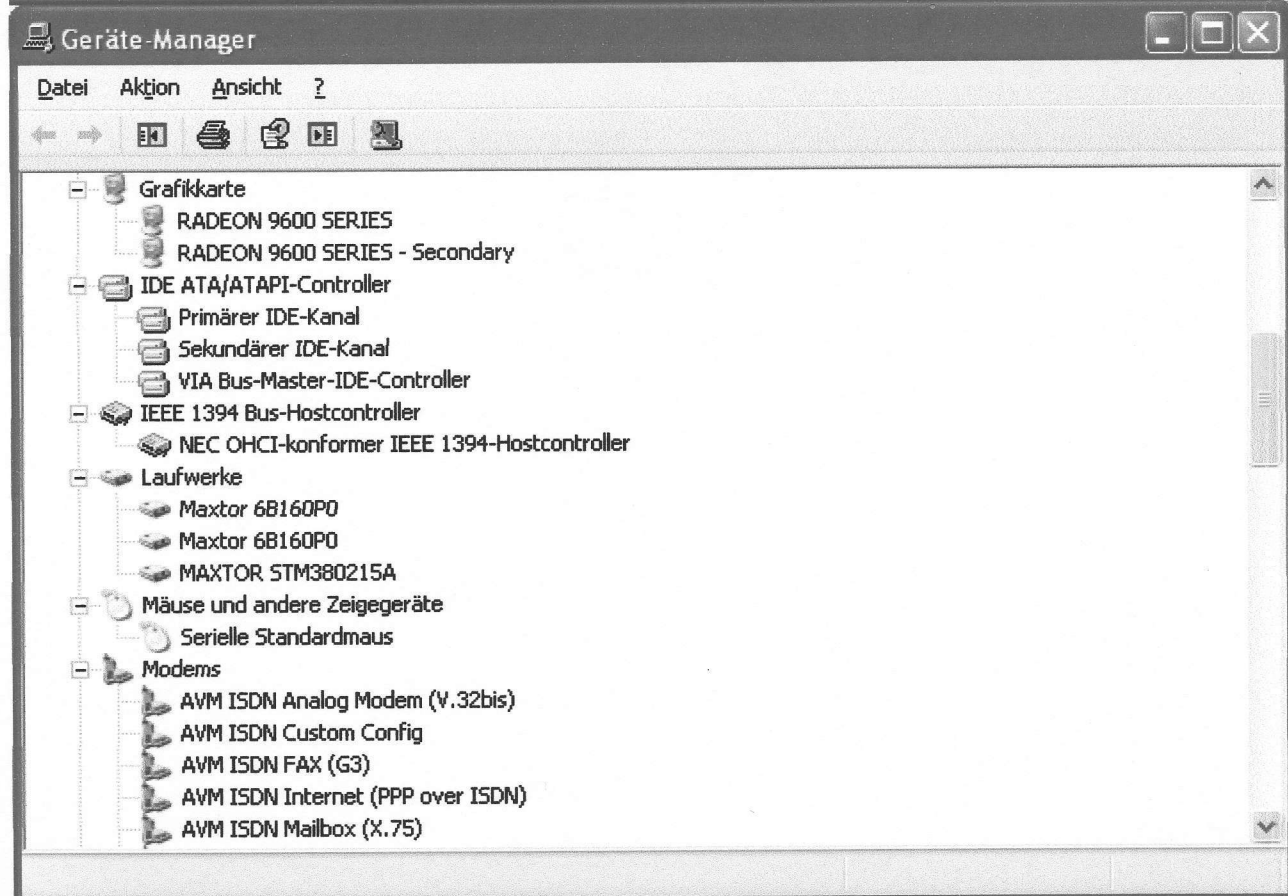 Geräte-Manager
Datei Aktion Ansicht ?
Grafikkarte
RADEON 9600 SERIES
RADEON 9600 SERIES - Secondary
IDE ATA/ATAPI-Controller
Primärer IDE-Kanal
Sekundärer IDE-Kanal
VIA Bus-Master-IDE-Controller
IEEE 1394 Bus-Hostcontroller
NEC OHCI-konformer IEEE 1394-Hostcontroller
Laufwerke
Maxtor 6B160P0
Maxtor 6B160P0
MAXTOR STM380215A
Mäuse und andere Zeigegeräte
Serielle Standardmaus
Modems
AVM ISDN Analog Modem (V.32bis)
AVM ISDN Custom Config
AVM ISDN FAX (G3)
AVM ISDN Internet (PPP over ISDN)
AVM ISDN Mailbox (X.75)